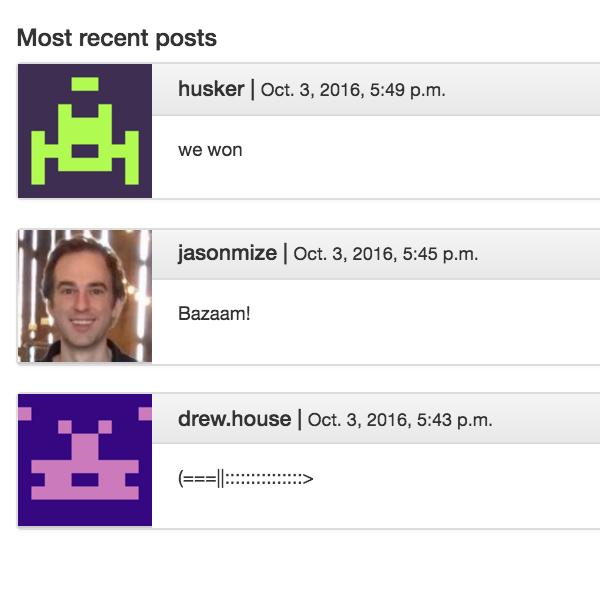 Most recent posts
husker | Oct. 3, 2016, 5:49 p.m.
we won
jasonmize | Oct. 3, 2016, 5:45 p.m.
Bazaam!
drew.house | Oct. 3, 2016, 5:43 p.m.
(===||:::::::::::::::>